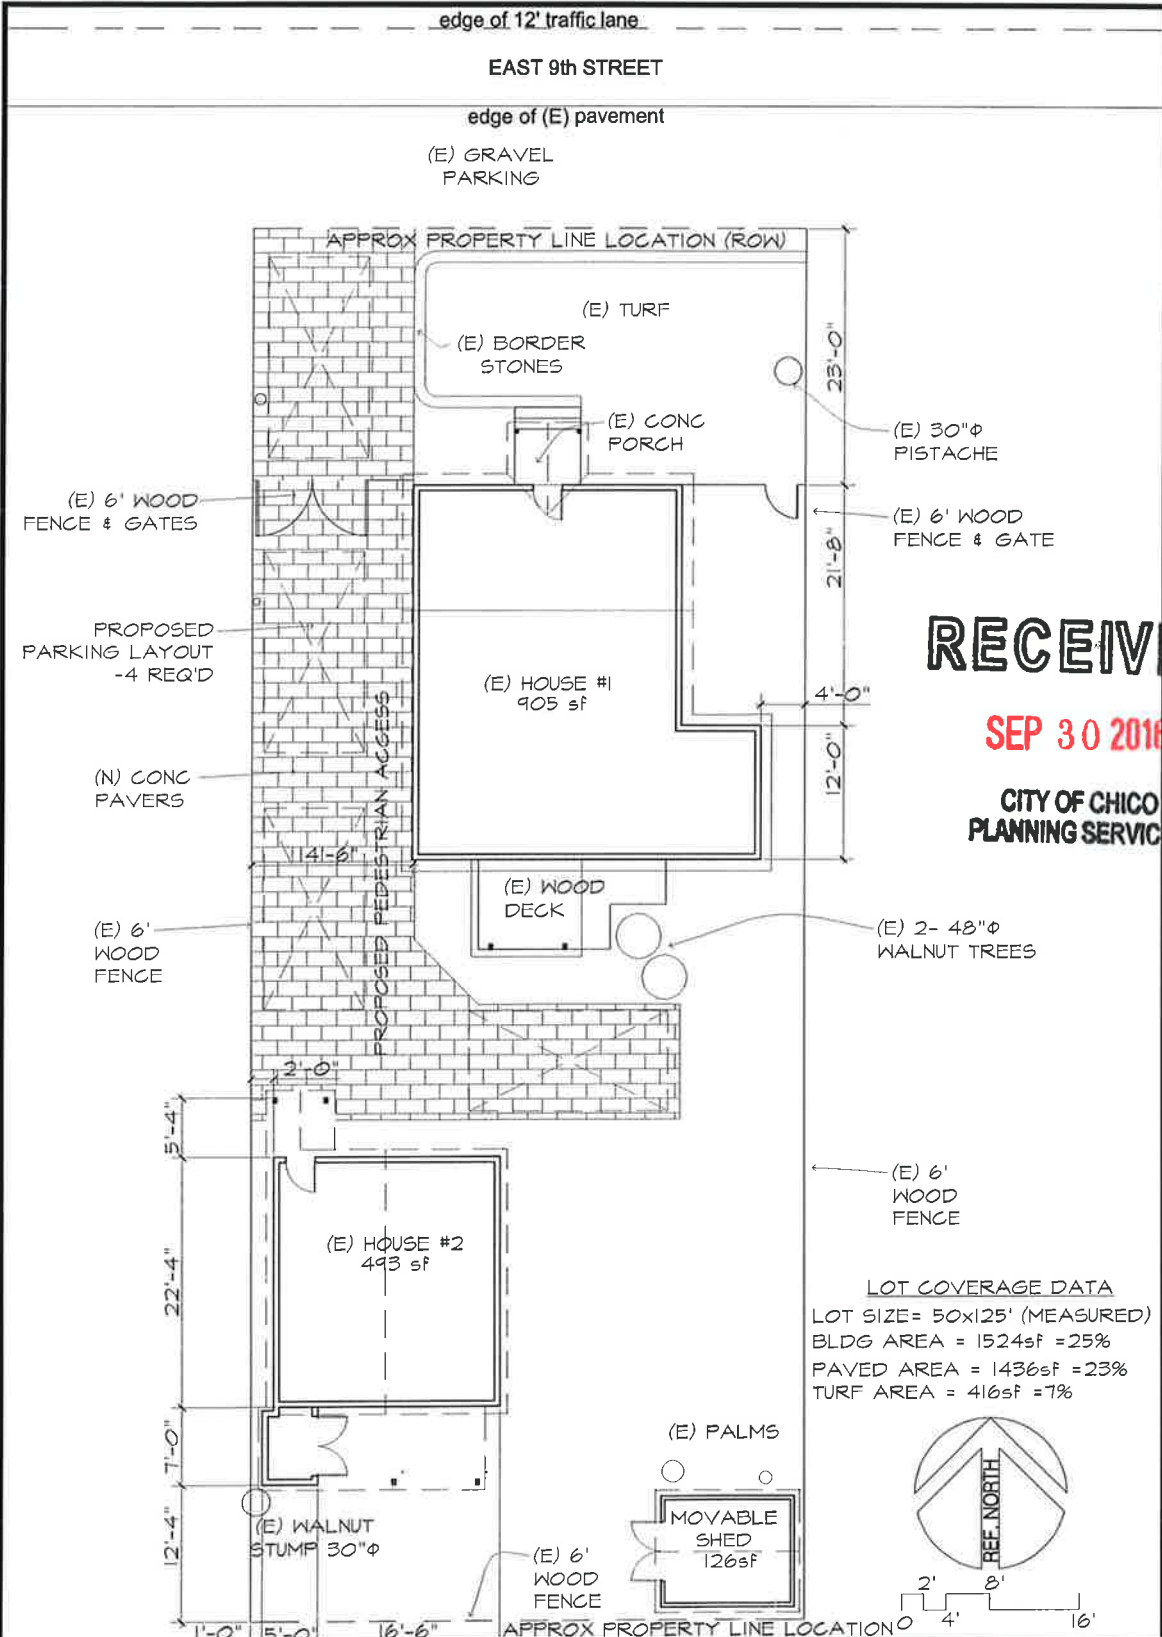 edge of 12' traffic lane
EAST 9th STREET
edge of (E) pavement
(E) GRAVEL
PARKING
APPROX PROPERTY LINE LOCATION (ROW)
(E) TURF
(E) BORDER
STONES
23'-0"
(E) CONC
PORCH
(E) 30"Φ
PISTACHE
(E) 6' WOOD
FENCE & GATES
(E) 6' WOOD
FENCE & GATE
21'-8"
PROPOSED
PARKING LAYOUT
-4 REQ'D
RECEIV
(E) HOUSE #1
905 sf
4'-0"
SEP 30 2016
(N) CONC
PAVERS
12'-0"
CITY OF CHICO
PLANNING SERVIC
PROPOSED PEDESTRIAN ACCESS
14'-6"
(E) WOOD
DECK
(E) 6'
WOOD
FENCE
(E) 2- 48"Φ
WALNUT TREES
2'-0"
5'-4"
(E) 6'
WOOD
FENCE
(E) HOUSE #2
493 sf
22'-4"
LOT COVERAGE DATA
LOT SIZE= 50x125' (MEASURED)
BLDG AREA = 1524sf =25%
PAVED AREA = 1436sf =23%
TURF AREA = 416sf =7%
7'-0"
(E) PALMS
REF. NORTH
12'-4"
(E) WALNUT
STUMP 30"Φ
MOVABLE
SHED
126sf
(E) 6'
WOOD
FENCE
2' 8'
0 4' 16'
1'-0" 5'-0" 16'-6" APPROX PROPERTY LINE LOCATION